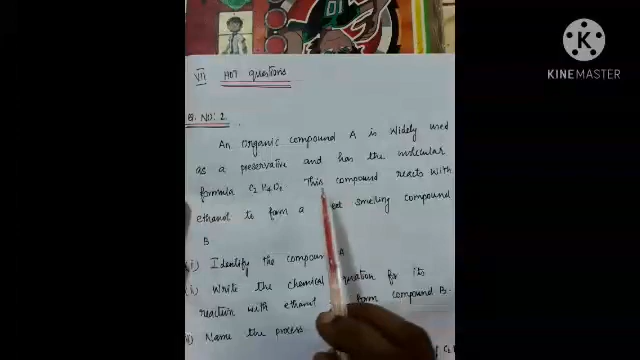 KINEMASTER
VII HOT Questions
Q. NO: 2
An Organic compound A is widely used
as a preservative and has the molecular
formula C2 H4O2 This compound reacts with
ethanol to form a smelling compound
B
Identify the compound A
Write the chemical for its
reaction with ethanol form compound B.
Name the process